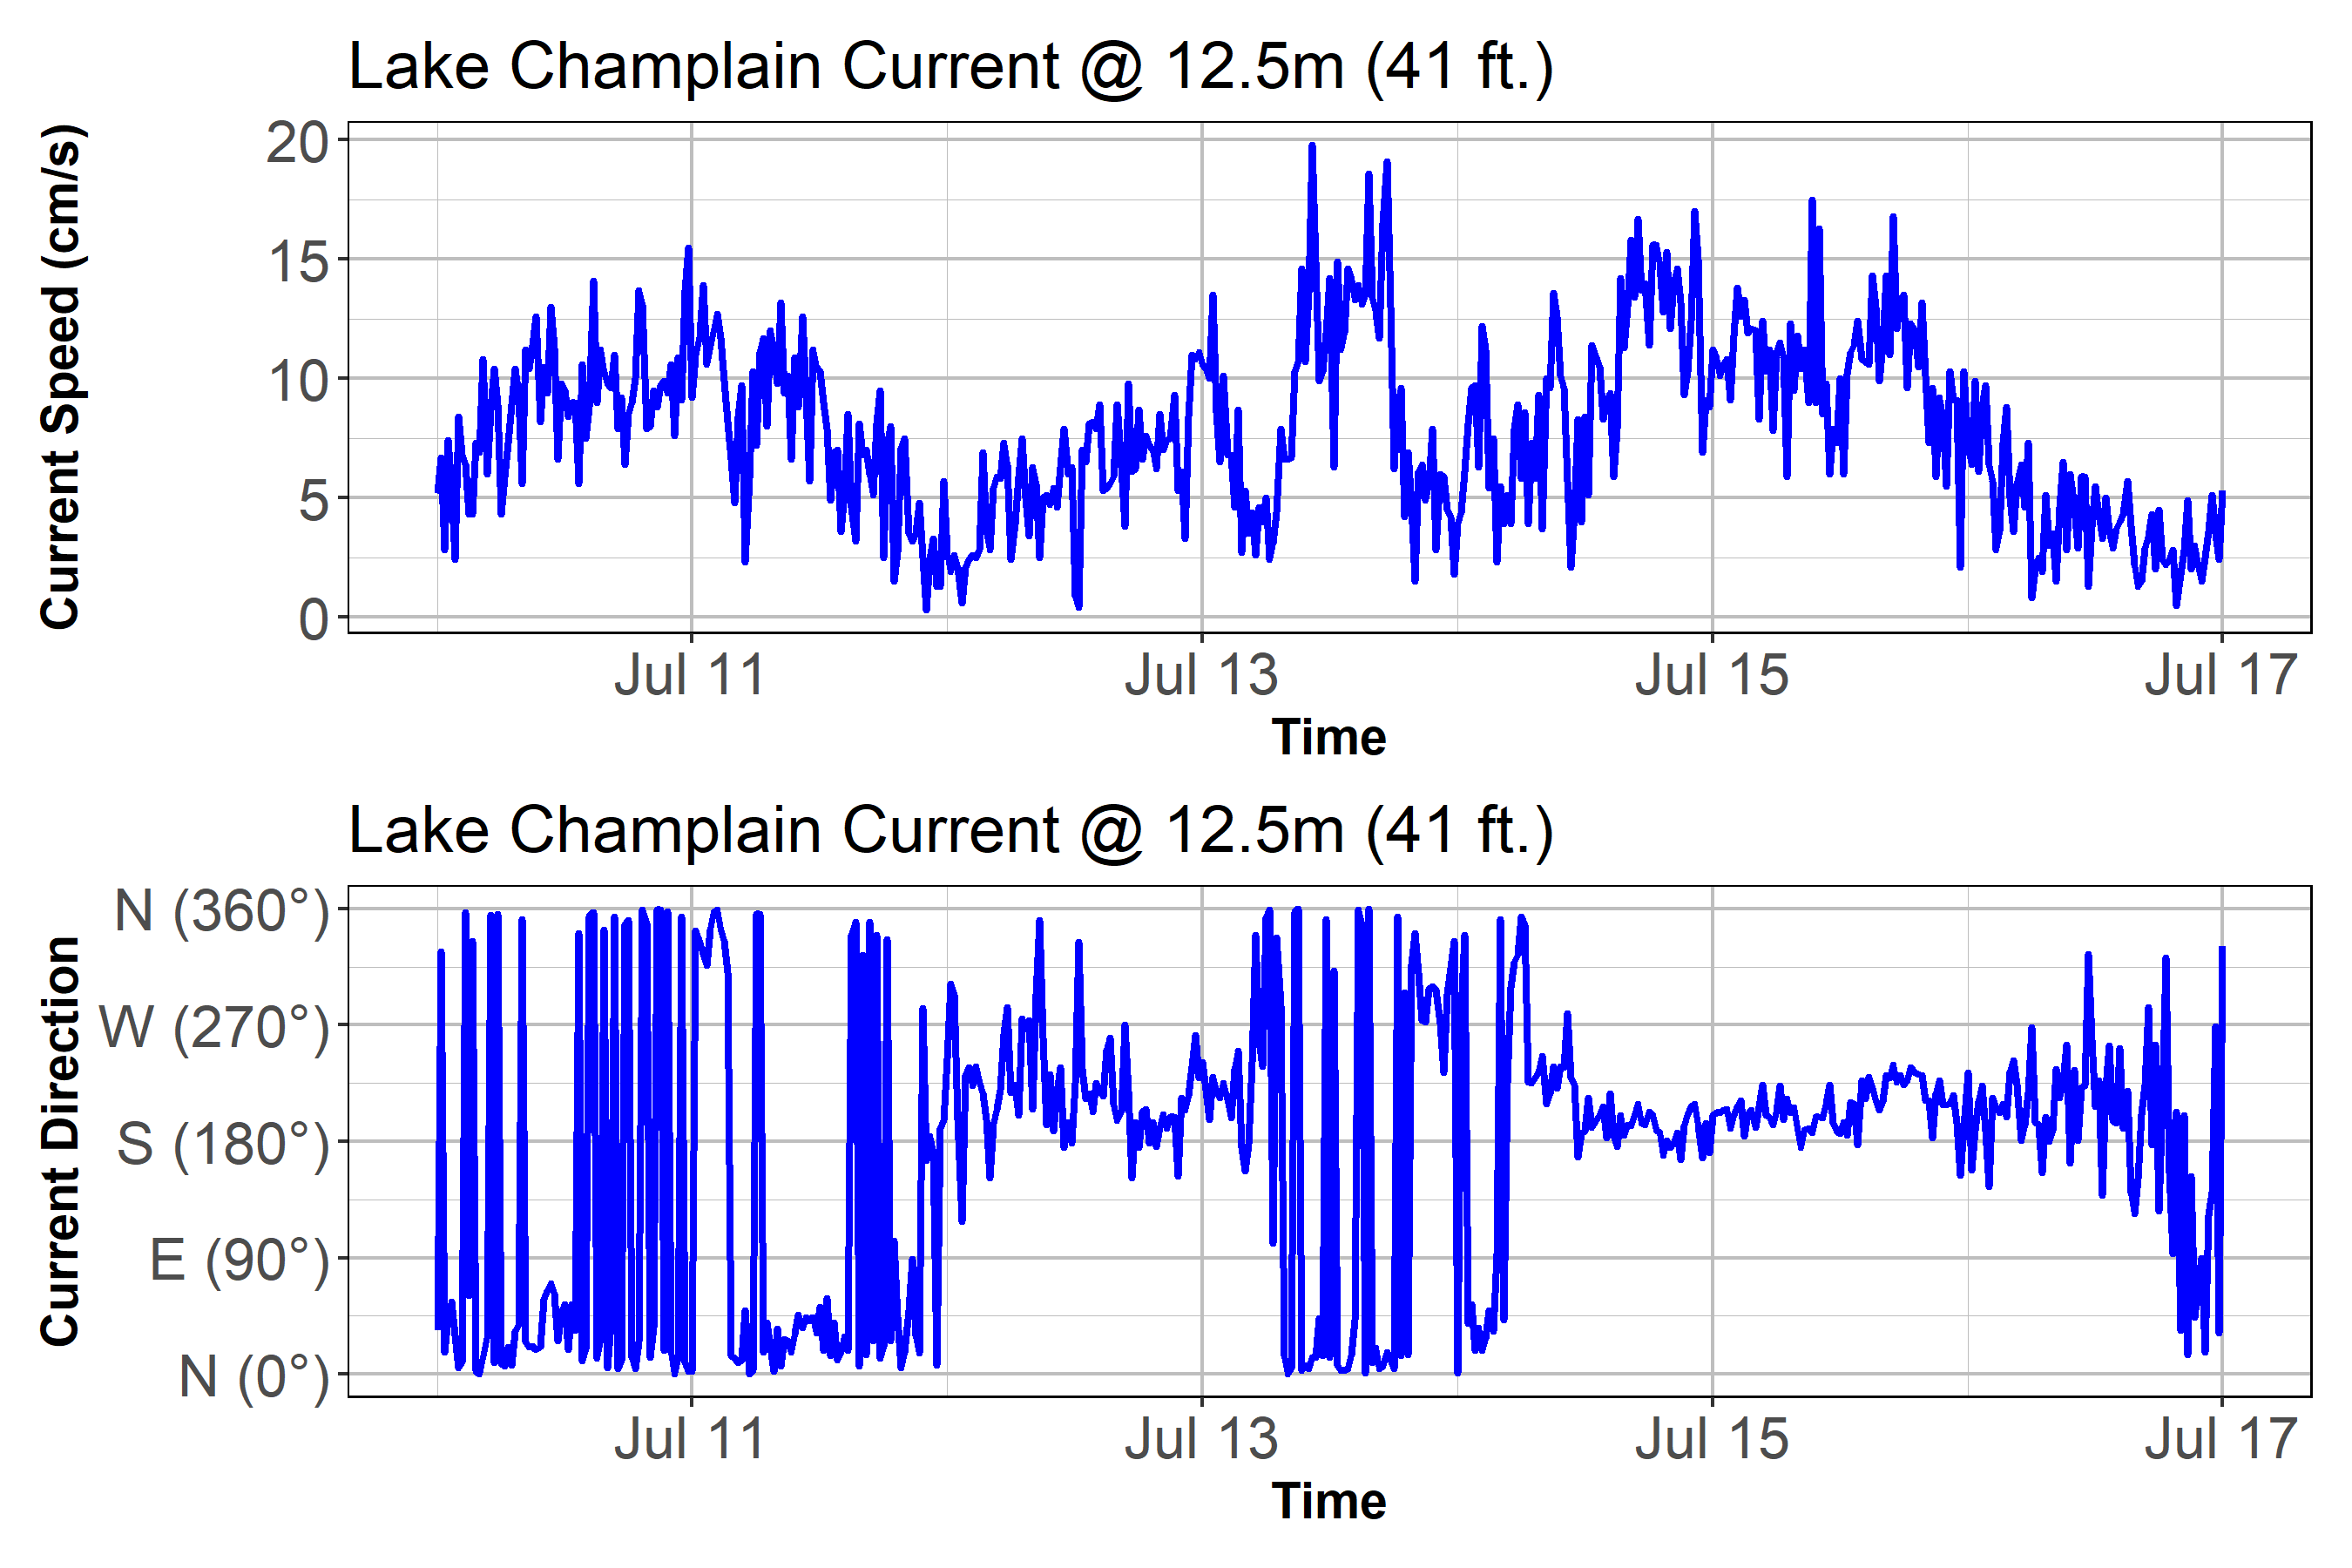 Lake Champlain Current @ 12.5m (41 ft.)
Current Speed (cm/s)
20
15
10
5
0
Jul 11 Jul 13 Jul 15 Jul 17
Time
Lake Champlain Current @ 12.5m (41 ft.)
Current Direction
N (360°)
W (270°)
S (180°)
E (90°)
N (0°)
Jul 11 Jul 13 Jul 15 Jul 17
Time